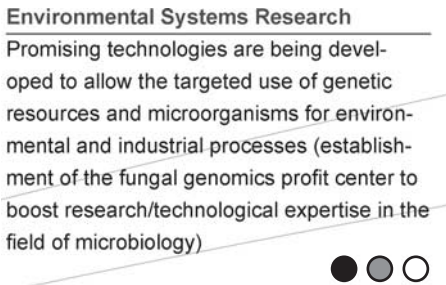 Environmental Systems Research
Promising technologies are being devel-
oped to allow the targeted use of genetic
resources and microorganisms for environ-
mental and industrial processes (establish-
ment of the fungal genomics profit center to
boost research/technological expertise in the
field of microbiology)